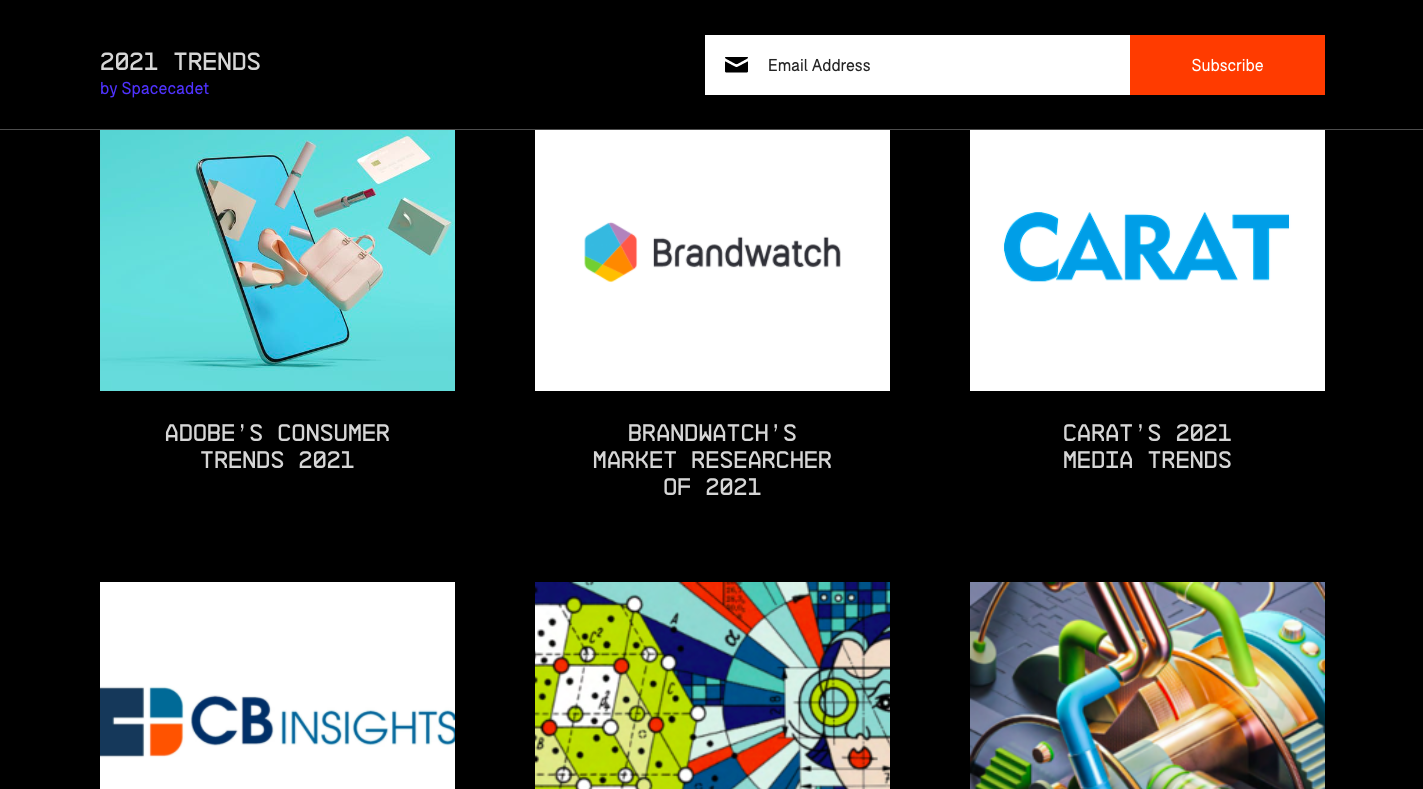 2021 TRENDS
by Spacecadet
Email Address
Subscribe
Brandwatch
CARAT
ADOBE'S CONSUMER
TRENDS 2021
BRANDWATCH'S
MARKET RESEARCHER
OF 2021
CARAT'S 2021
MEDIA TRENDS
CB INSIGHTS
A
α
C²
C
B